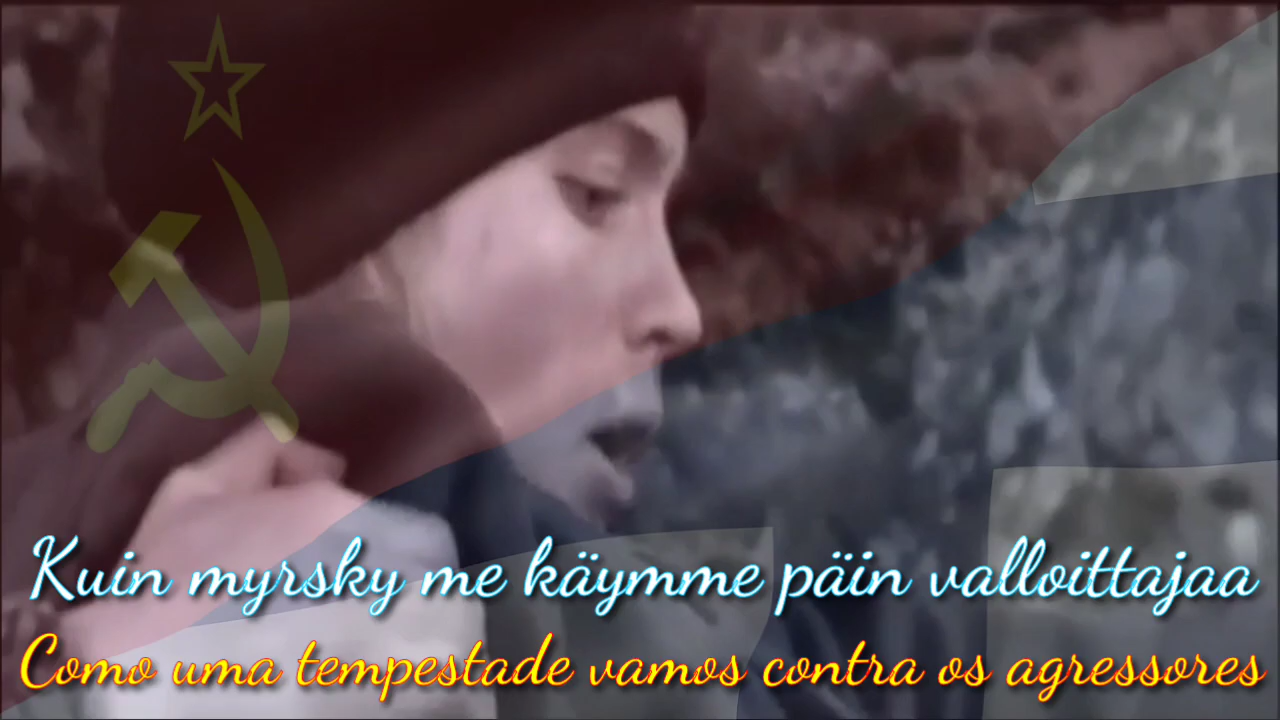 Kuin myrsky me käymme päin valloittajaa
Como uma tempestade vamos contra os agressores